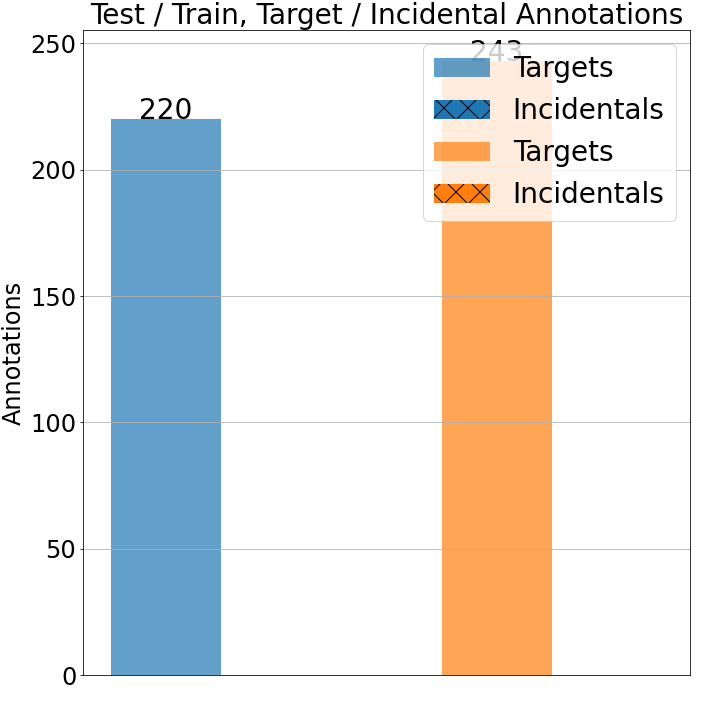 Test / Train, Target / Incidental Annotations
Annotations
250
200
150
100
50
0
220
243
Targets
Incidentals
Targets
Incidentals